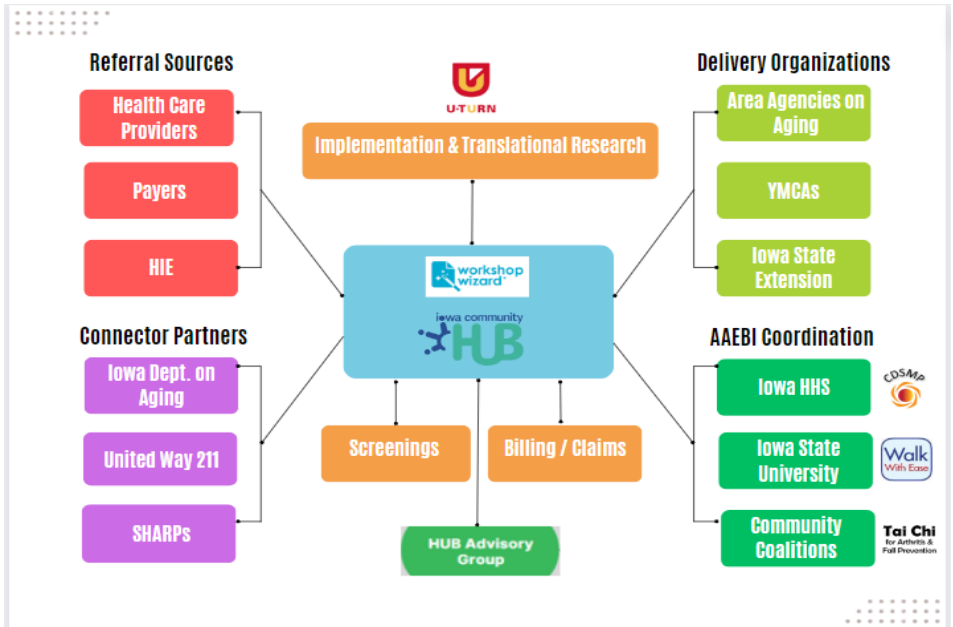 Referral Sources
Health Care
Providers
Payers
HIE
Connector Partners
Iowa Dept. on
Aging
United Way 211
SHARPs
U-TURN
Implementation & Translational Research
workshop
wizard
iowa community
HUB
Screenings
Billing / Claims
HUB Advisory
Group
Delivery Organizations
Area Agencies on
Aging
YMCAs
Iowa State
Extension
AAEBI Coordination
Iowa HHS
CDSMP
Iowa State
University
Walk
With Ease
Community
Coalitions
Tai Chi
for Arthritis &
Fall Prevention